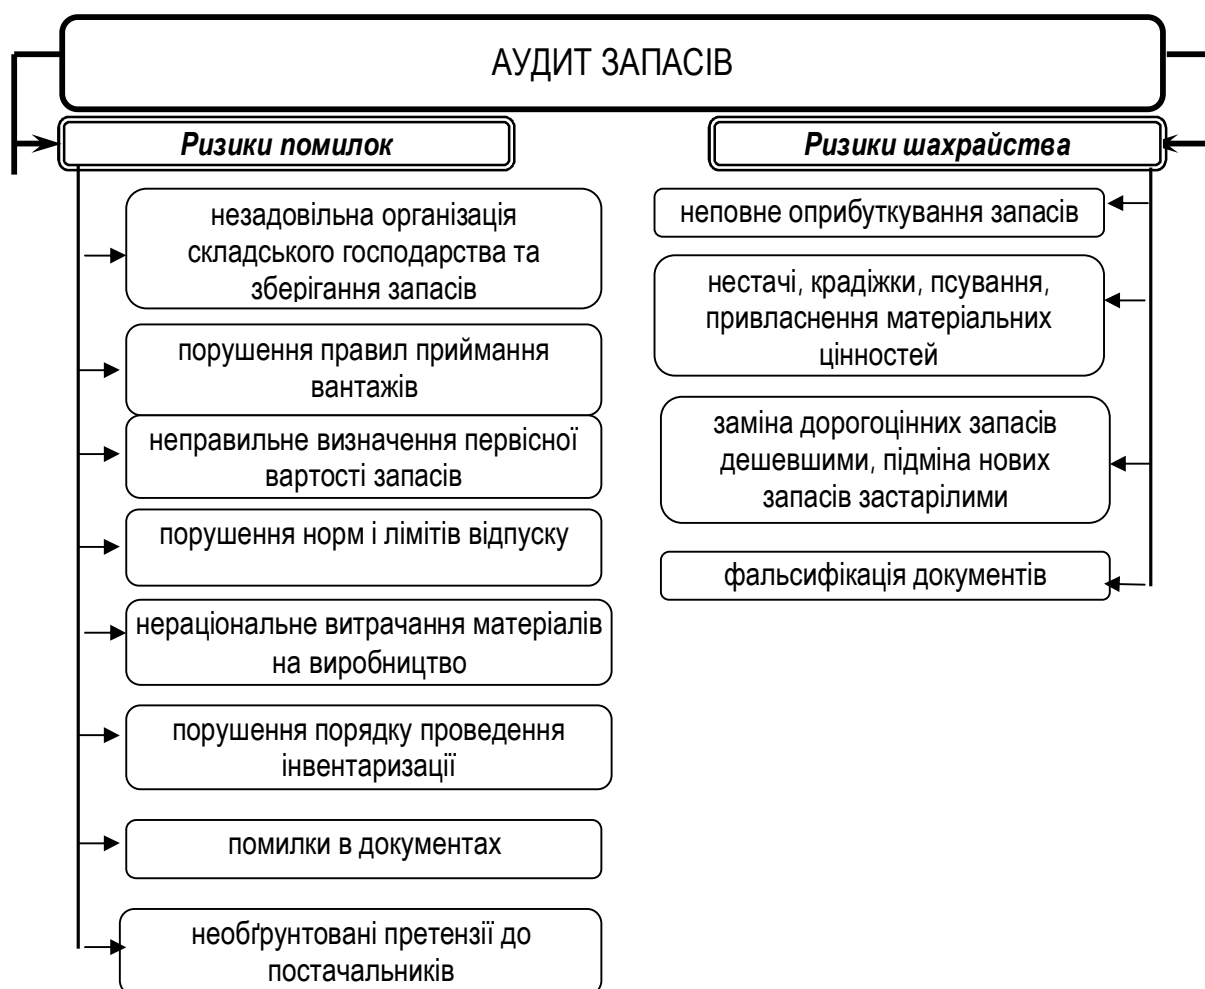 АУДИТ ЗАПАСІВ
Ризики помилок
незадовільна організація
складського господарства та
зберігання запасів
порушення правил приймання
вантажів
неправильне визначення первісної
вартості запасів
порушення норм і лімітів відпуску
нераціональне витрачання матеріалів
на виробництво
порушення порядку проведення
інвентаризації
помилки в документах
необґрунтовані претензії до
постачальників
Ризики шахрайства
неповне оприбуткування запасів
нестачі, крадіжки, псування,
привласнення матеріальних
цінностей
заміна дорогоцінних запасів
дешевшими, підміна нових
запасів застарілими
фальсифікація документів